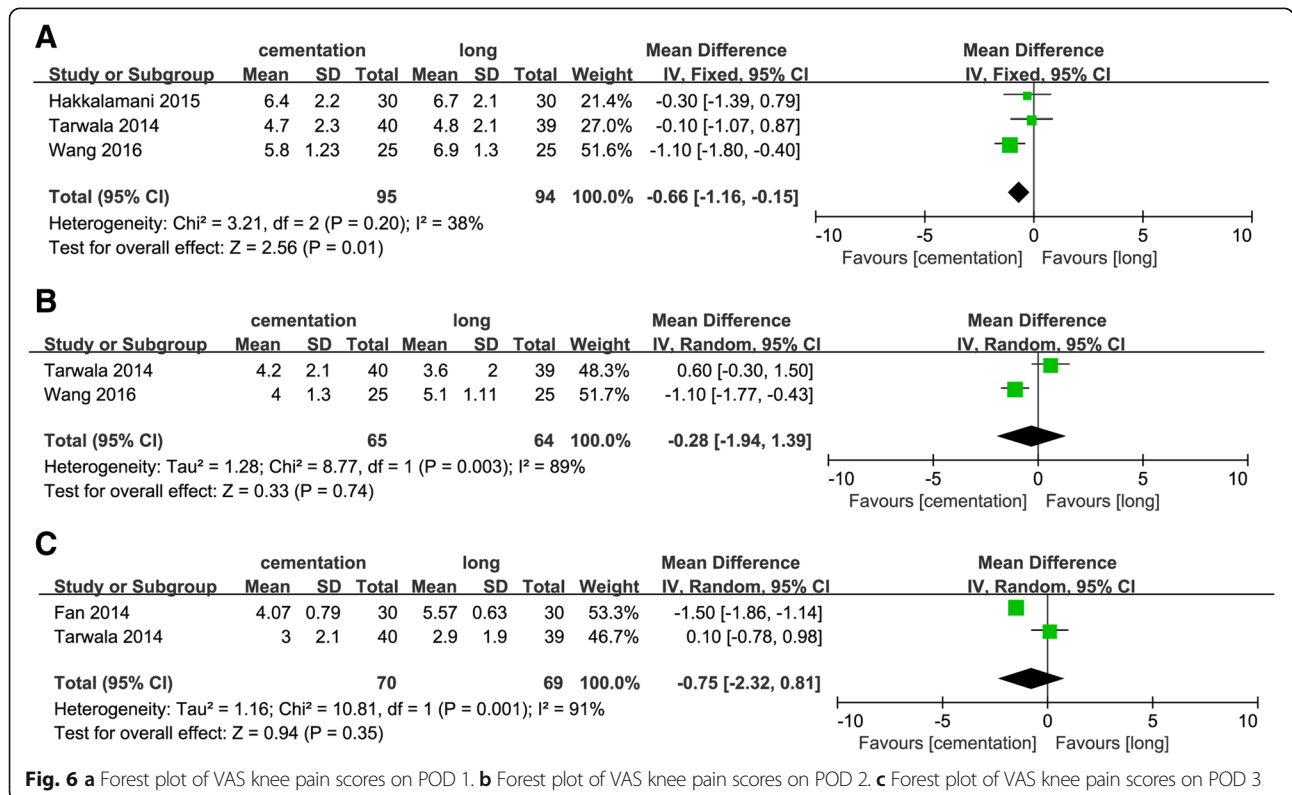 A
cementation long Mean Difference Mean Difference
Study or Subgroup Mean SD Total Mean SD Total Weight IV, Fixed, 95% CI IV, Fixed, 95% CI
Hakkalamani 2015 6.4 2.2 30 6.7 2.1 30 21.4% -0.30 [-1.39, 0.79]
Tarwala 2014 4.7 2.3 40 4.8 2.1 39 27.0% -0.10 [-1.07, 0.87]
Wang 2016 5.8 1.23 25 6.9 1.3 25 51.6% -1.10 [-1.80, -0.40]
Total (95% CI) 95 94 100.0% -0.66 [-1.16, -0.15]
Heterogeneity: Chi² = 3.21, df = 2 (P = 0.20); I² = 38%
Test for overall effect: Z = 2.56 (P = 0.01)
-10 -5 0 5 10
Favours [cementation] Favours [long]
B
cementation long Mean Difference Mean Difference
Study or Subgroup Mean SD Total Mean SD Total Weight IV, Random, 95% CI IV, Random, 95% CI
Tarwala 2014 4.2 2.1 40 3.6 2 39 48.3% 0.60 [-0.30, 1.50]
Wang 2016 4 1.3 25 5.1 1.11 25 51.7% -1.10 [-1.77, -0.43]
Total (95% CI) 65 64 100.0% -0.28 [-1.94, 1.39]
Heterogeneity: Tau² = 1.28; Chi² = 8.77, df = 1 (P = 0.003); I² = 89%
Test for overall effect: Z = 0.33 (P = 0.74)
-10 -5 0 5 10
Favours [cementation] Favours [long]
C
cementation long Mean Difference Mean Difference
Study or Subgroup Mean SD Total Mean SD Total Weight IV, Random, 95% CI IV, Random, 95% CI
Fan 2014 4.07 0.79 30 5.57 0.63 30 53.3% -1.50 [-1.86, -1.14]
Tarwala 2014 3 2.1 40 2.9 1.9 39 46.7% 0.10 [-0.78, 0.98]
Total (95% CI) 70 69 100.0% -0.75 [-2.32, 0.81]
Heterogeneity: Tau² = 1.16; Chi² = 10.81, df = 1 (P = 0.001); I² = 91%
Test for overall effect: Z = 0.94 (P = 0.35)
-10 -5 0 5 10
Favours [cementation] Favours [long]
Fig. 6 a Forest plot of VAS knee pain scores on POD 1. b Forest plot of VAS knee pain scores on POD 2. c Forest plot of VAS knee pain scores on POD 3